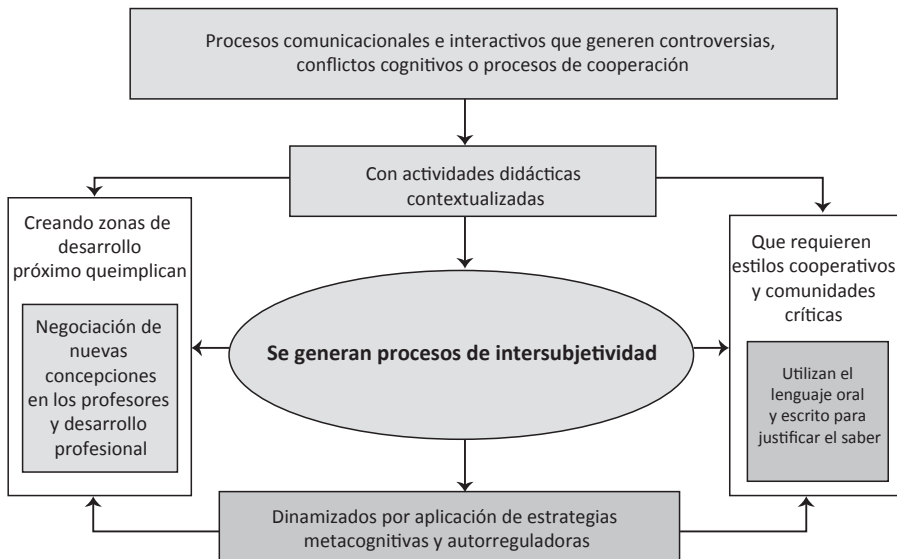 Procesos comunicacionales e interactivos que generen controversias,
conflictos cognitivos o procesos de cooperación
Con actividades didácticas
contextualizadas
Creando zonas de
desarrollo
próximo queimplican
Negociación de
nuevas
concepciones
en los profesores
y desarrollo
profesional
Se generan procesos de intersubjetividad
Que requieren
estilos cooperativos
y comunidades
críticas
Utilizan el
lenguaje oral
y escrito para
justificar el saber
Dinamizados por aplicación de estrategias
metacognitivas y autorreguladoras